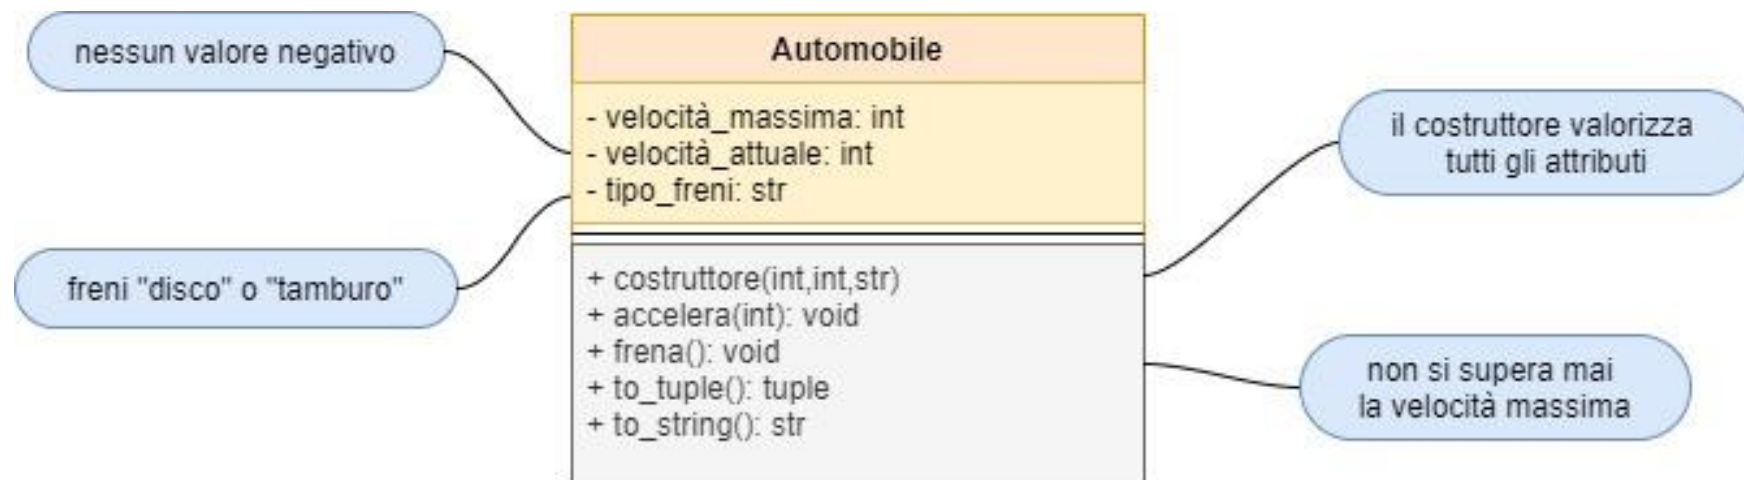 nessun valore negativo
Automobile
- velocità_massima: int
- velocità_attuale: int
- tipo_freni: str
il costruttore valorizza
tutti gli attributi
freni "disco" o "tamburo"
+ costruttore(int,int,str)
+ accelera(int): void
+ frena(): void
+ to_tuple(): tuple
+ to_string(): str
non si supera mai
la velocità massima